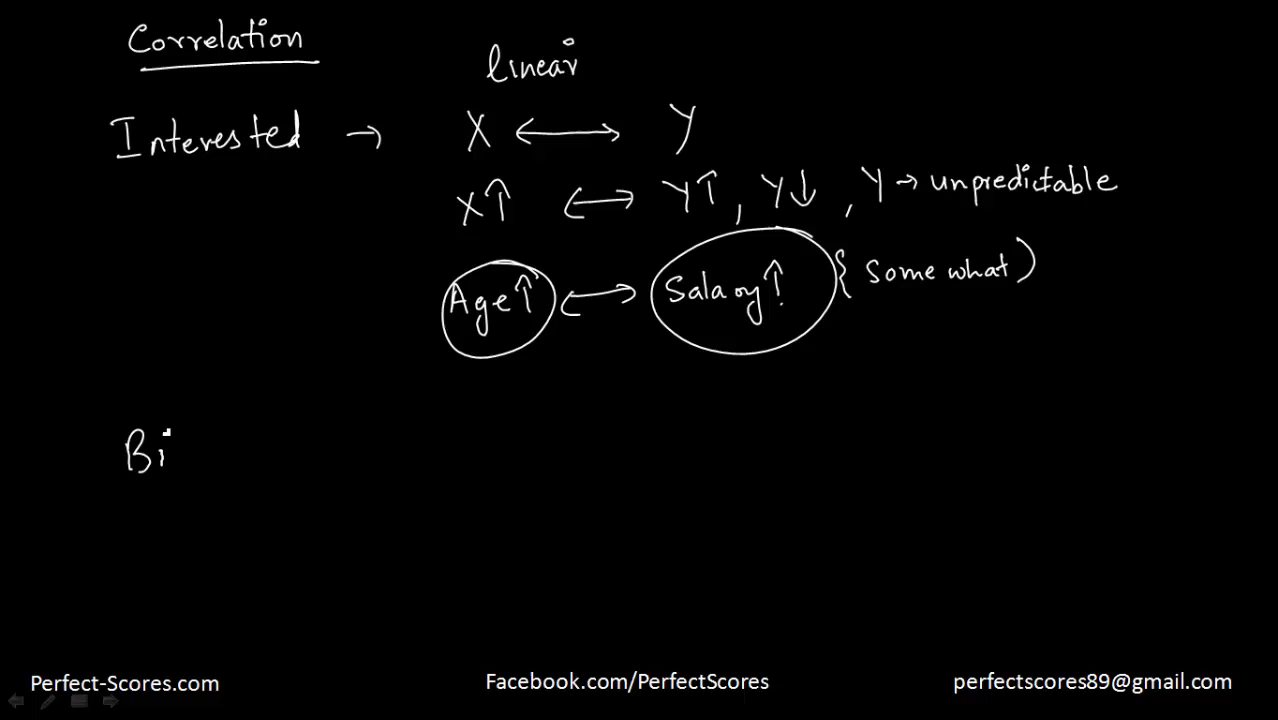 Correlation
linear
Interested → X ↔ Y
X↑ ↔ Y↑, Y↓, Y → unpredictable
Age↑ ↔ Salary↑ {Some what)
Bi
Perfect-Scores.com Facebook.com/PerfectScores perfectscores89@gmail.com